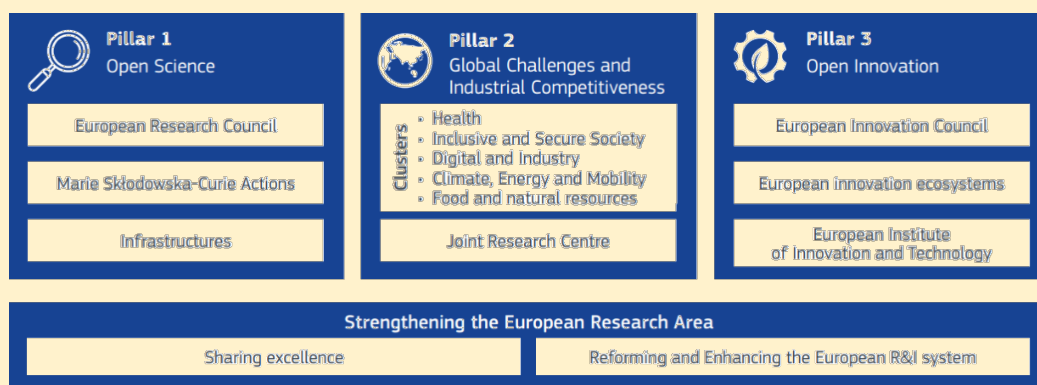 Pillar 1
Open Science
European Research Council
Marie Skłodowska-Curie Actions
Infrastructures
Pillar 2
Global Challenges and
Industrial Competitiveness
Clusters
• Health
• Inclusive and Secure Society
• Digital and Industry
• Climate, Energy and Mobility
• Food and natural resources
Joint Research Centre
Pillar 3
Open Innovation
European Innovation Council
European innovation ecosystems
European Institute
of Innovation and Technology
Strengthening the European Research Area
Sharing excellence
Reforming and Enhancing the European R&I system